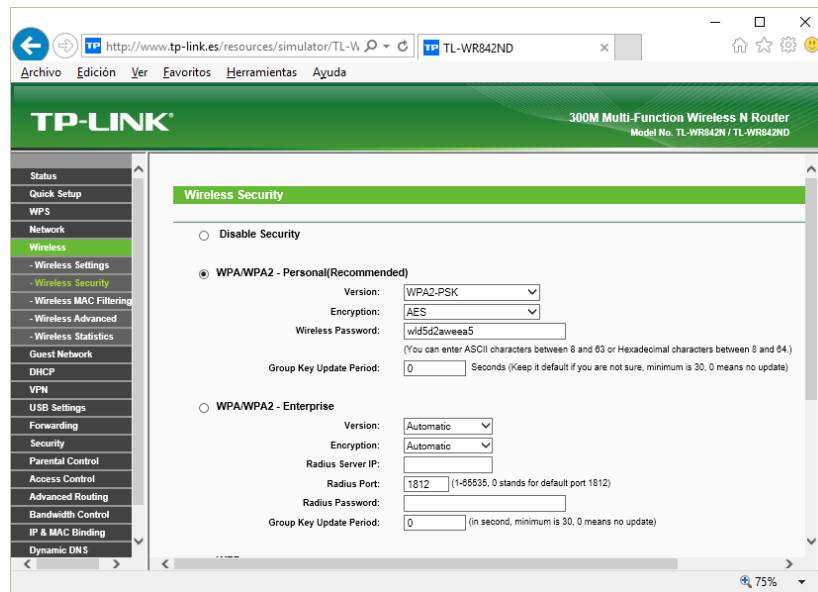 http://www.tp-link.es/resources/simulator/TL-W
TL-WR842ND
Archivo Edición Ver Favoritos Herramientas Ayuda
TP-LINK®
300M Multi-Function Wireless N Router
Model No. TL-WR842N / TL-WR842ND
Status
Quick Setup
WPS
Network
Wireless
- Wireless Settings
- Wireless Security
- Wireless MAC Filtering
- Wireless Advanced
- Wireless Statistics
Guest Network
DHCP
VPN
USB Settings
Forwarding
Security
Parental Control
Access Control
Advanced Routing
Bandwidth Control
IP & MAC Binding
Dynamic DNS
Wireless Security
Disable Security
WPA/WPA2 - Personal(Recommended)
Version: WPA2-PSK
Encryption: AES
Wireless Password: wld5d2aweea5
(You can enter ASCII characters between 8 and 63 or Hexadecimal characters between 8 and 64.)
Group Key Update Period: 0 Seconds (Keep it default if you are not sure, minimum is 30, 0 means no update)
WPA/WPA2 - Enterprise
Version: Automatic
Encryption: Automatic
Radius Server IP:
Radius Port: 1812 (1-65535, 0 stands for default port 1812)
Radius Password:
Group Key Update Period: 0 (in second, minimum is 30, 0 means no update)
75%